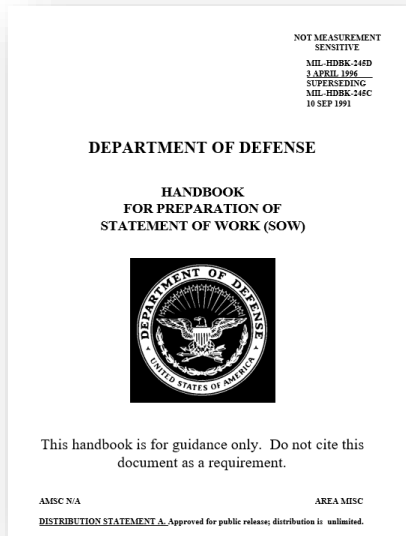 NOT MEASUREMENT
SENSITIVE
MIL-HDBK-245D
3 APRIL 1996
SUPERSEDING
MIL-HDBK-245C
10 SEP 1991
DEPARTMENT OF DEFENSE
HANDBOOK
FOR PREPARATION OF
STATEMENT OF WORK (SOW)
DEPARTMENT OF DEFENSE
UNITED STATES OF AMERICA
This handbook is for guidance only. Do not cite this
document as a requirement.
AMSC N/A AREA MISC
DISTRIBUTION STATEMENT A. Approved for public release; distribution is unlimited.